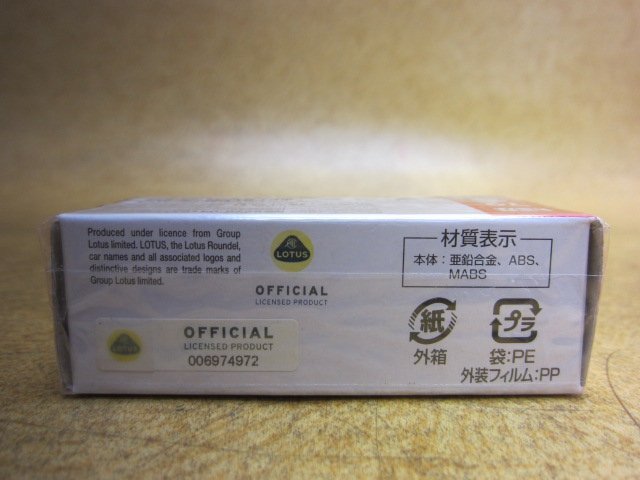 Produced under licence from Group
Lotus limited. LOTUS, the Lotus Roundel,
car names and all associated logos and
distinctive designs are trade marks of
Group Lotus limited.
LOTUS
OFFICIAL
LICENSED PRODUCT
LOTUS
OFFICIAL
LICENSED PRODUCT
006974972
材質表示
本体：亜鉛合金、ABS、
MABS
紙
外箱
プラ
袋:PE
外装フィルム:PP